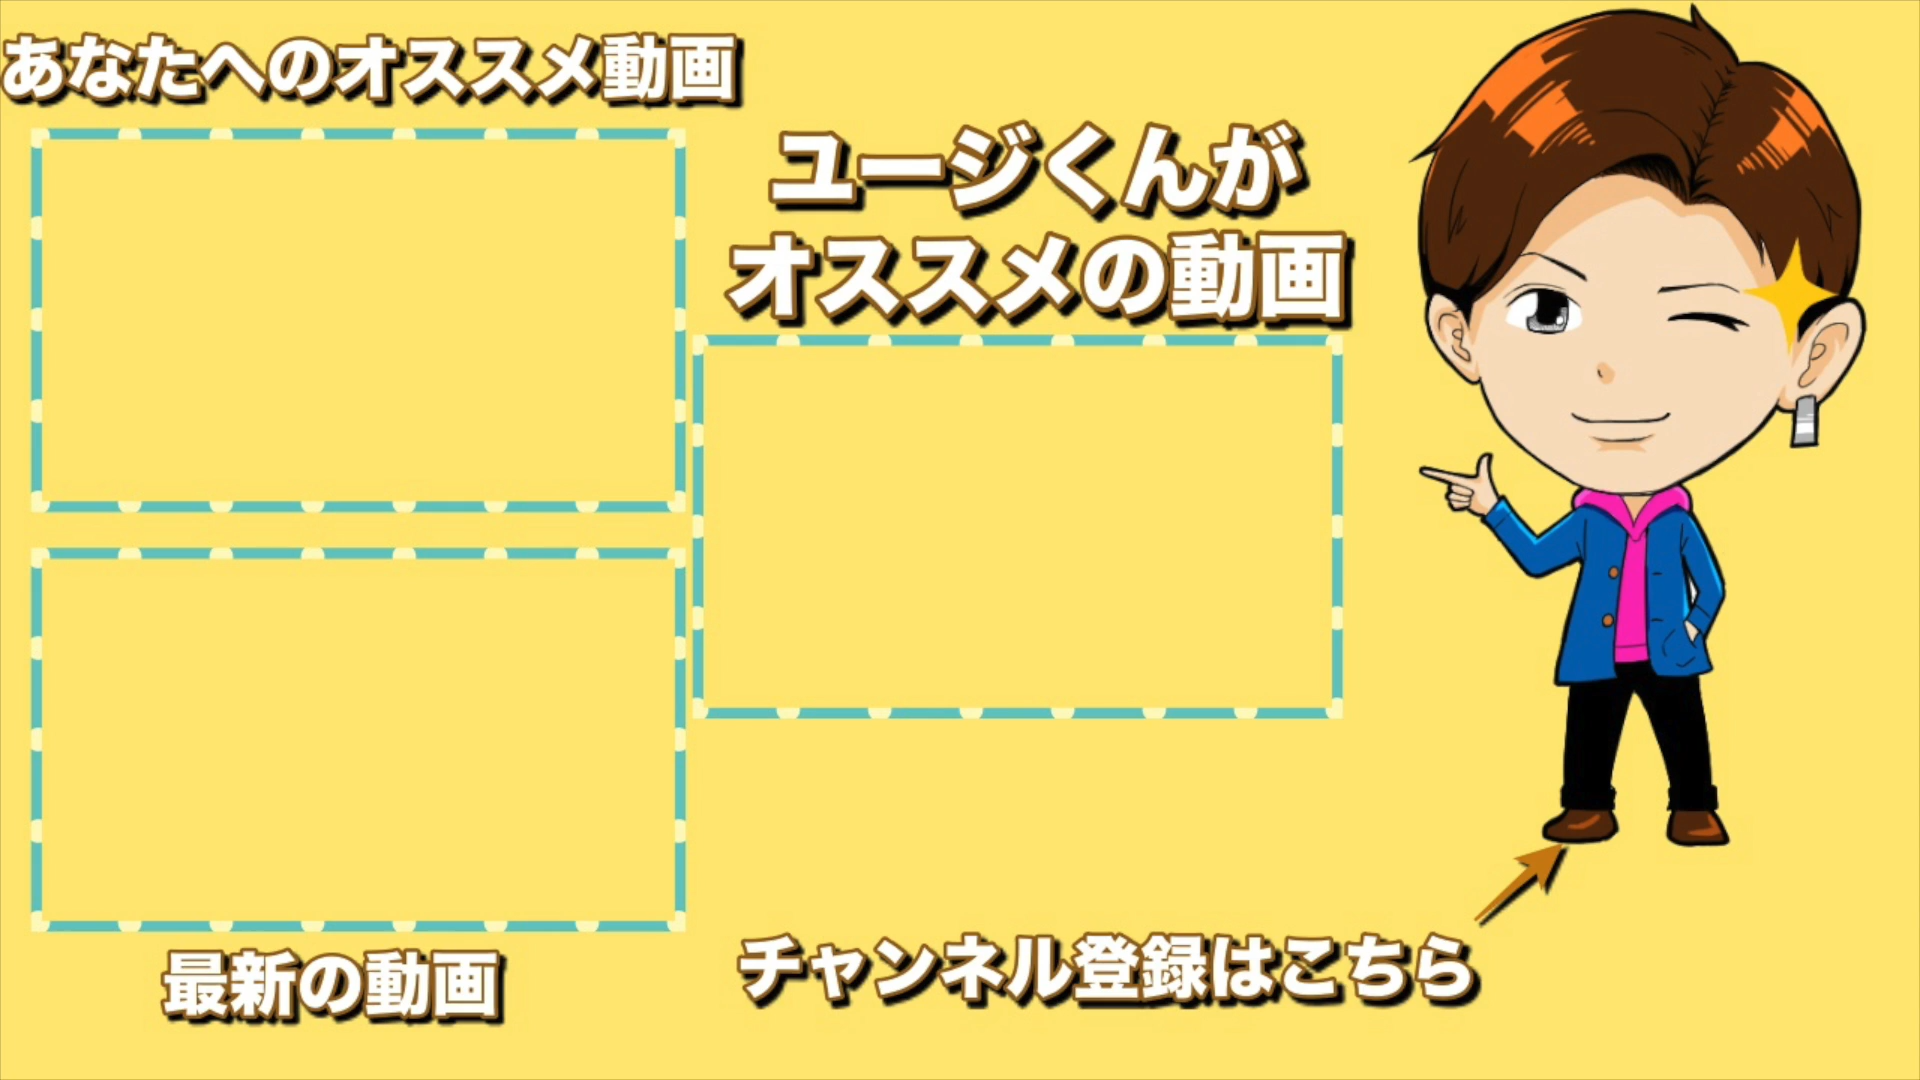 あなたへのオススメ動画
ユージくんが
オススメの動画
最新の動画
チャンネル登録はこちら